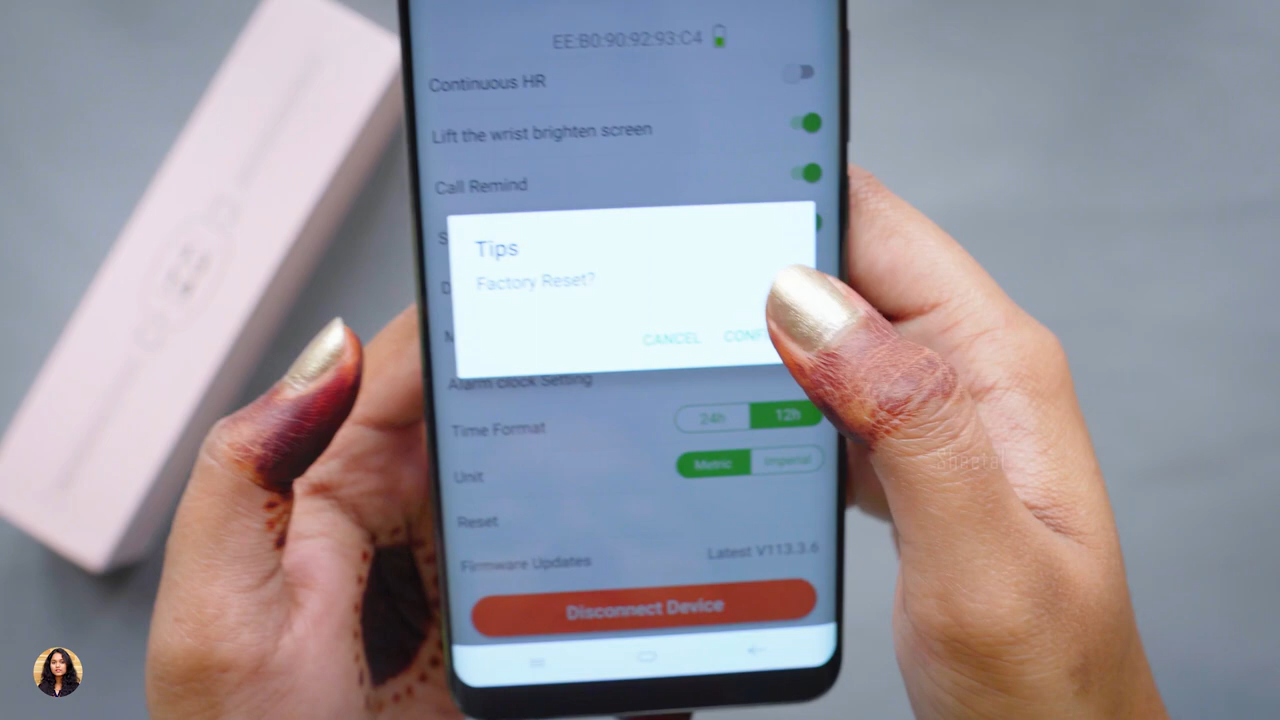 EE:B0:90:92:93:C4
Continuous HR
Lift the wrist brighten screen
Call Remind
S
D
M
Tips
Factory Reset?
CANCEL CONF
Alarm clock Setting
Time Format 24h 12h
Unit Metric Imperial
Reset
Firmware Updates Latest V113.3.6
Disconnect Device
Sheetal